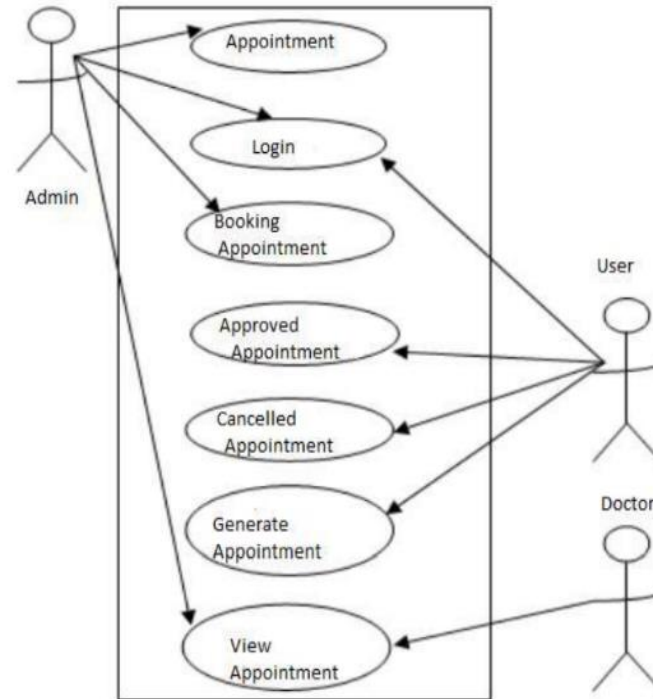 Appointment
Login
Admin
Booking
Appointment
User
Approved
Appointment
Cancelled
Appointment
Doctor
Generate
Appointment
View
Appointment